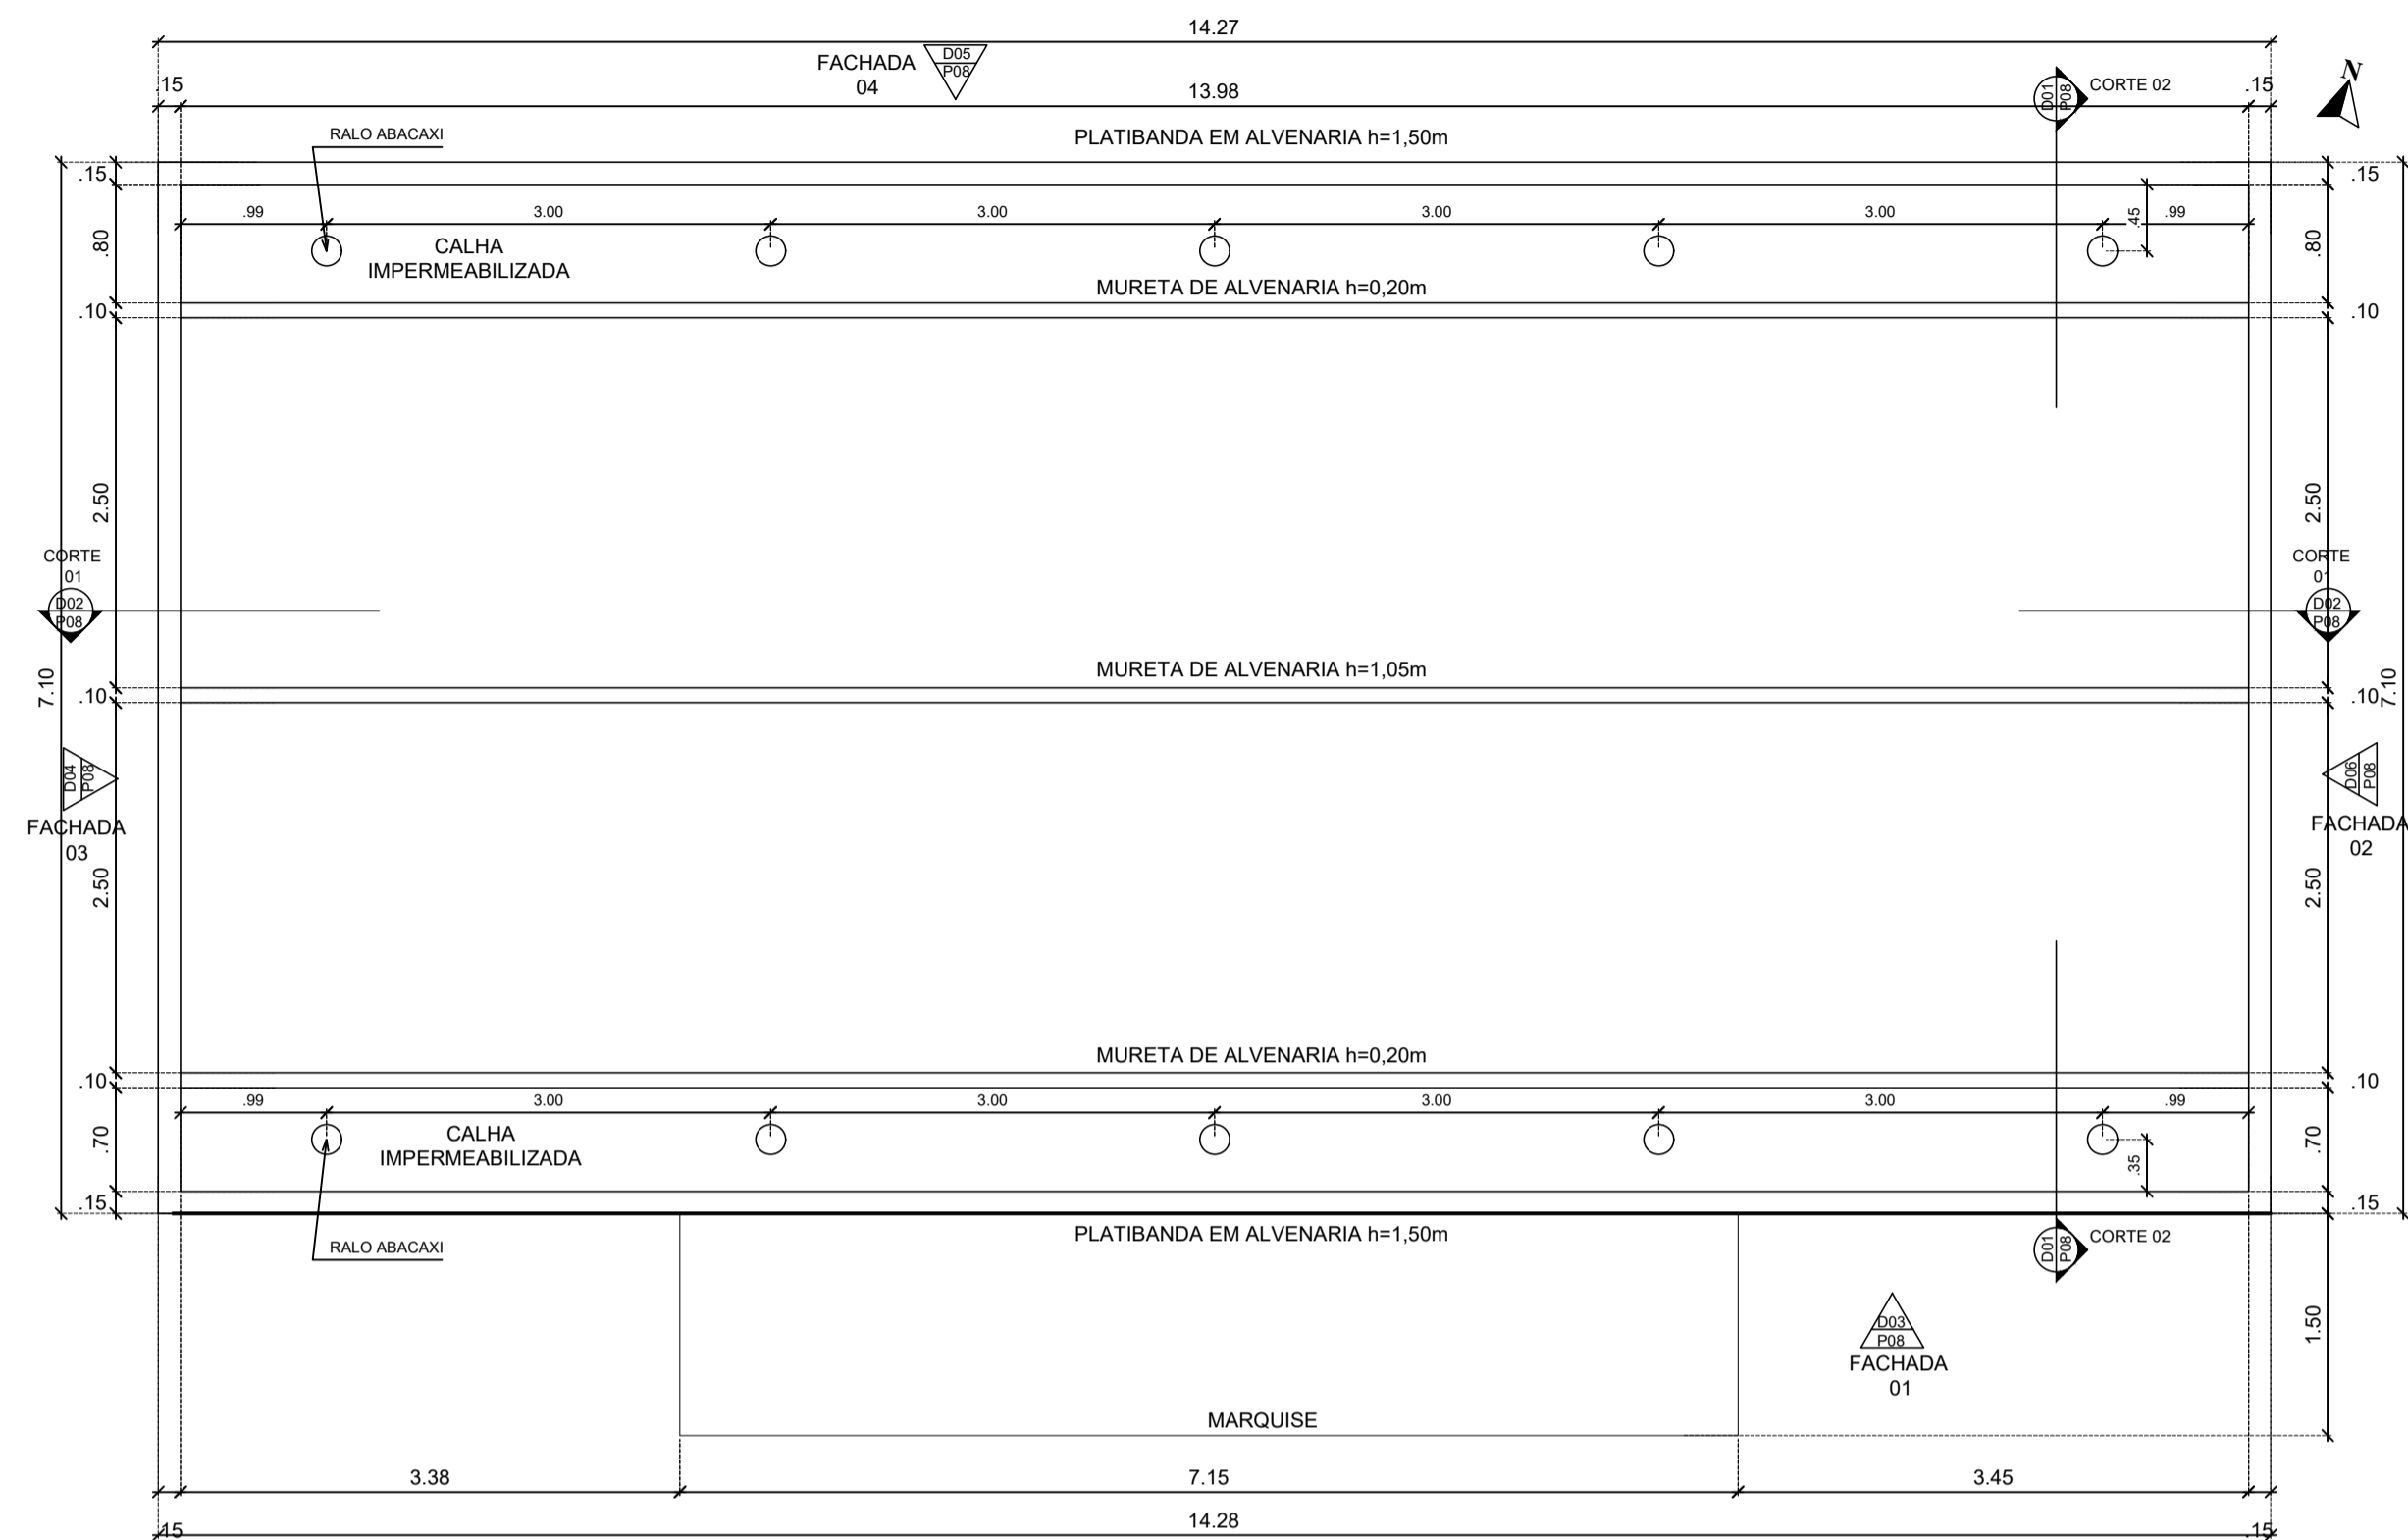 14.27
FACHADA
04
D05
P08
.15
13.98
D01
P08
CORTE 02
.15
N
RALO ABACAXI
PLATIBANDA EM ALVENARIA h=1,50m
.15
.15
.99
3.00
3.00
3.00
3.00
.45
.99
.80
CALHA
IMPERMEABILIZADA
.80
MURETA DE ALVENARIA h=0,20m
.10
.10
2.50
2.50
CORTE
01
D02
P08
CORTE
01
D02
P08
7.10
MURETA DE ALVENARIA h=1,05m
.10
.10
7.10
D04
P08
FACHADA
03
D06
P08
FACHADA
02
2.50
2.50
MURETA DE ALVENARIA h=0,20m
.10
.10
.99
3.00
3.00
3.00
3.00
.99
.70
CALHA
IMPERMEABILIZADA
.35
.70
.15
.15
RALO ABACAXI
PLATIBANDA EM ALVENARIA h=1,50m
D01
P08
CORTE 02
D03
P08
FACHADA
01
1.50
MARQUISE
3.38
7.15
3.45
.15
14.28
.15